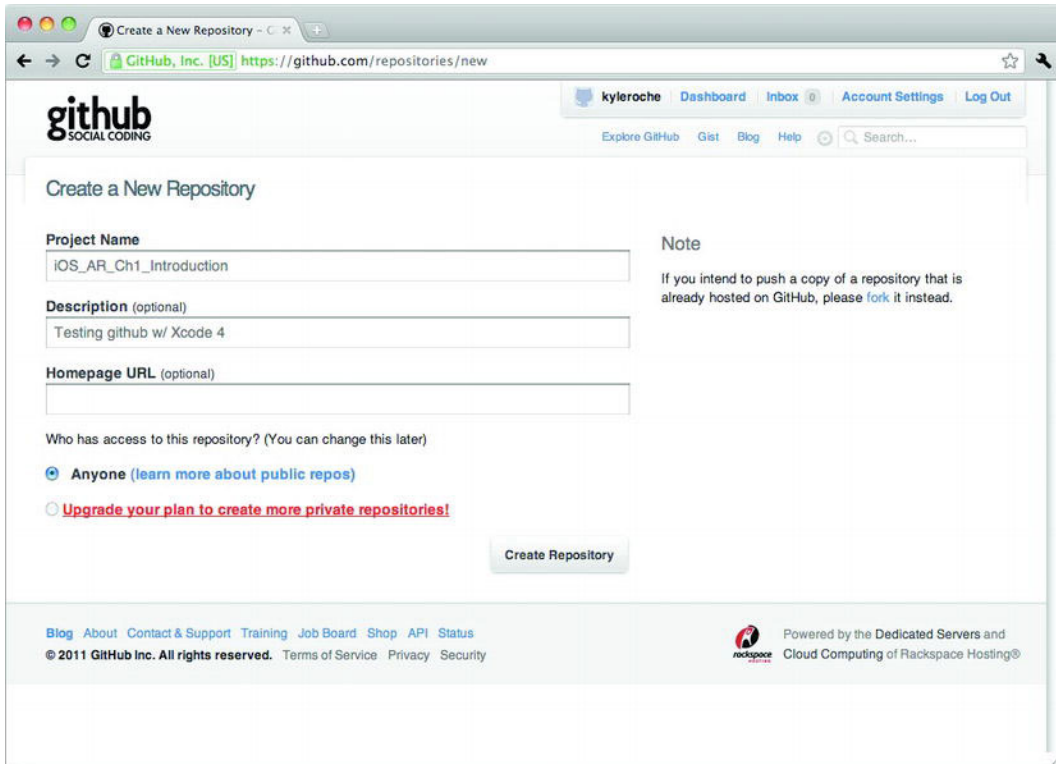 Create a New Repository – G
GitHub, Inc. [US] https://github.com/repositories/new
github
SOCIAL CODING
kyleroche Dashboard Inbox 0 Account Settings Log Out
Explore GitHub Gist Blog Help Search...
Create a New Repository
Project Name
iOS_AR_Ch1_Introduction
Description (optional)
Testing github w/ Xcode 4
Homepage URL (optional)
Who has access to this repository? (You can change this later)
Anyone (learn more about public repos)
Upgrade your plan to create more private repositories!
Create Repository
Note
If you intend to push a copy of a repository that is
already hosted on GitHub, please fork it instead.
Blog About Contact & Support Training Job Board Shop API Status
© 2011 GitHub Inc. All rights reserved. Terms of Service Privacy Security
rackspace
HOSTING
Powered by the Dedicated Servers and
Cloud Computing of Rackspace Hosting®